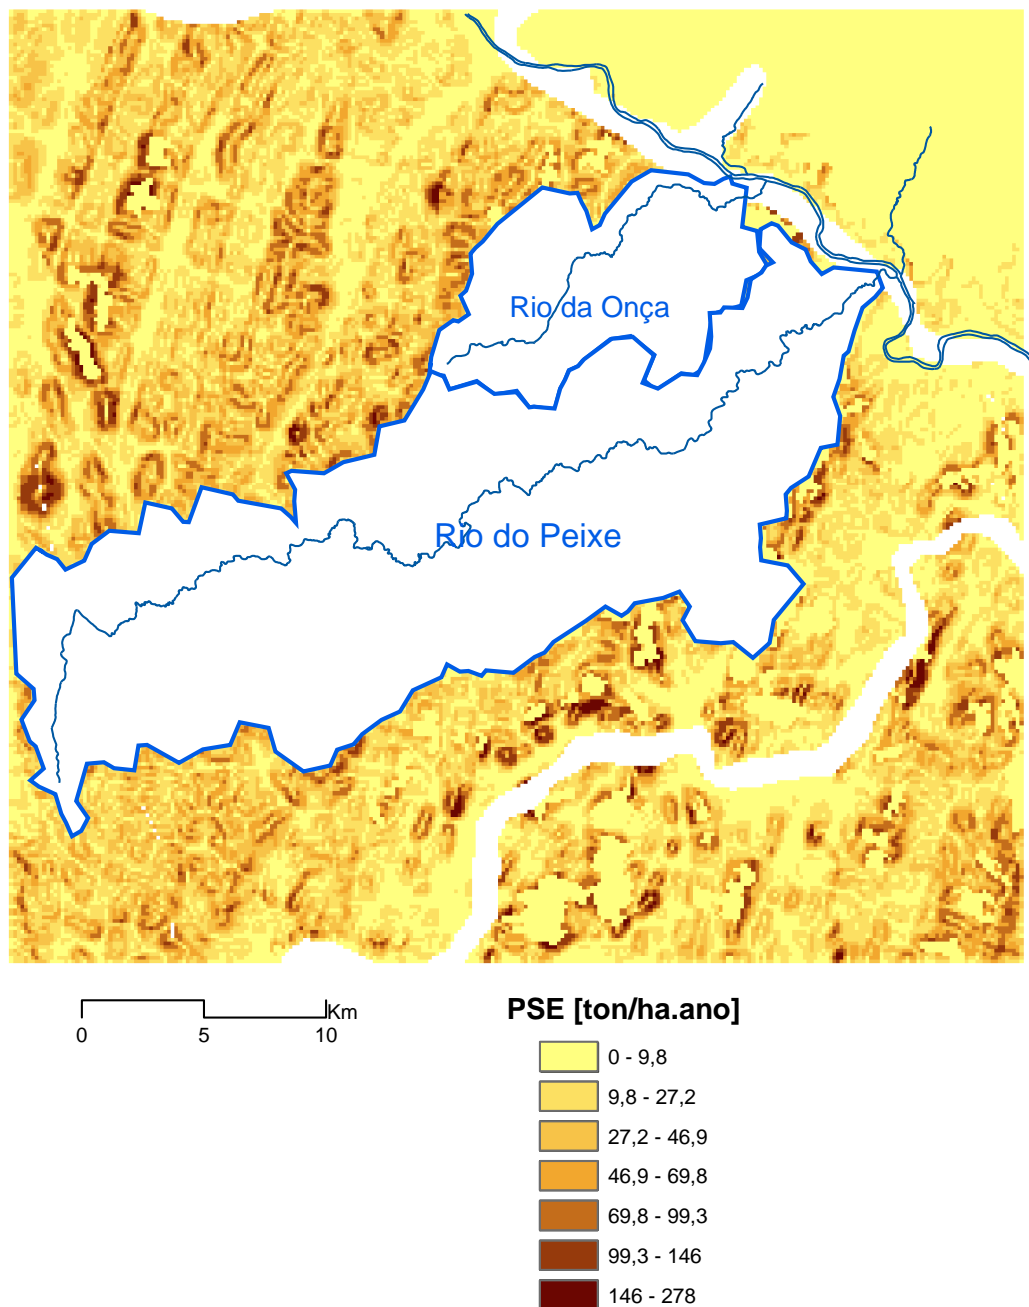 Rio da Onça
Rio do Peixe
Km
0 5 10
PSE [ton/ha.ano]
0 - 9,8
9,8 - 27,2
27,2 - 46,9
46,9 - 69,8
69,8 - 99,3
99,3 - 146
146 - 278